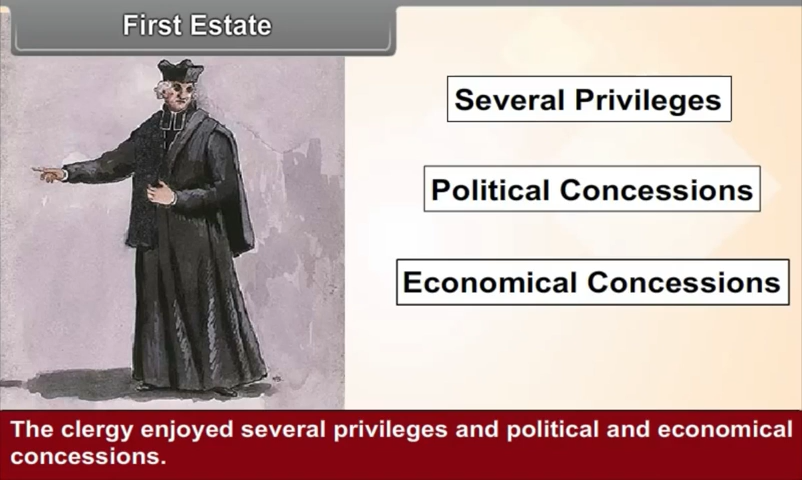 First Estate
Several Privileges
Political Concessions
Economical Concessions
The clergy enjoyed several privileges and political and economical
concessions.